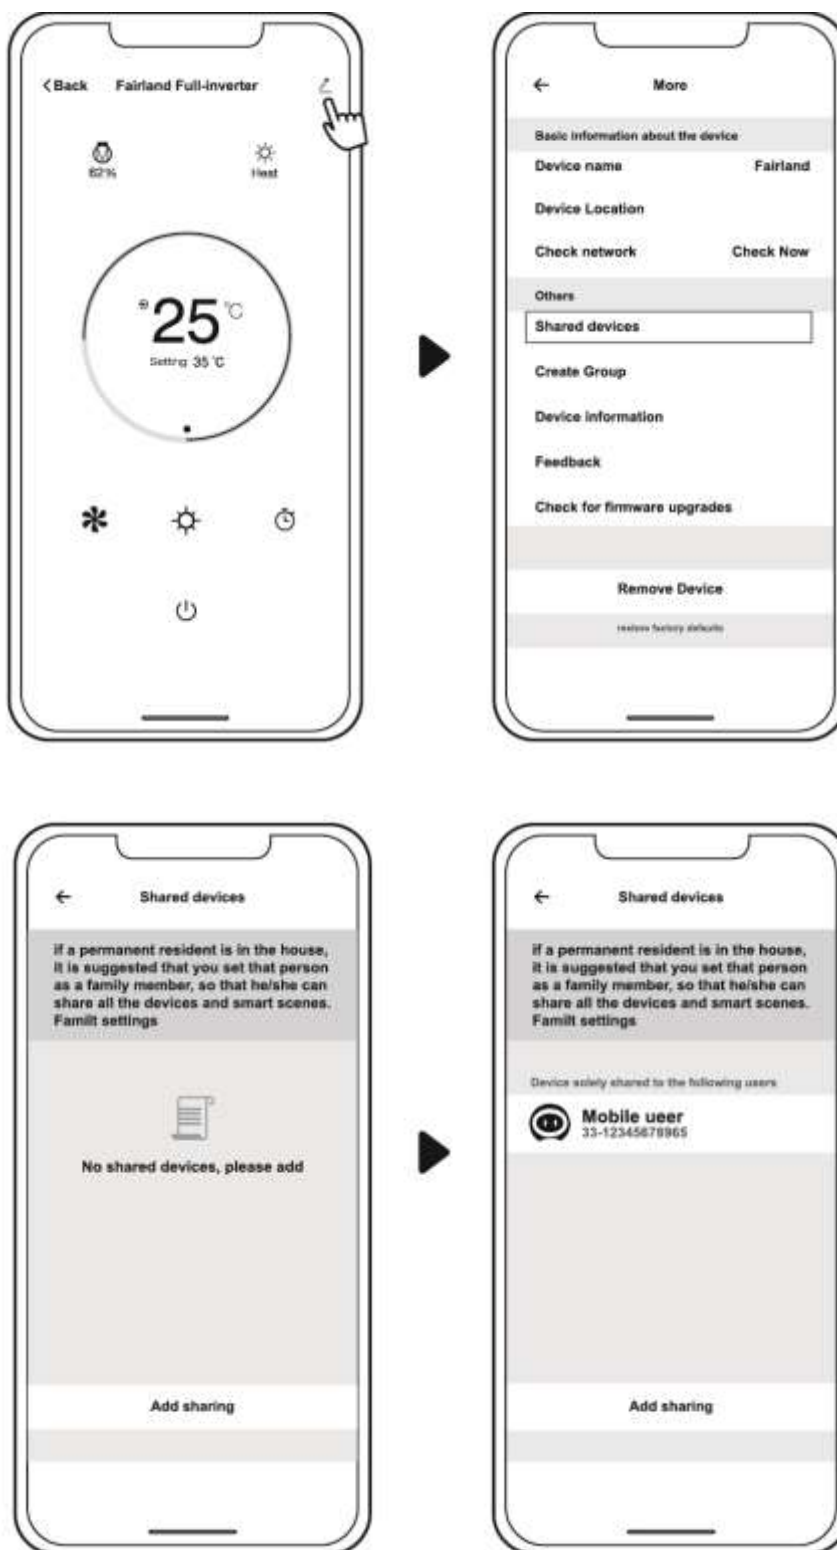 <Back Fairland Full-inverter
62% Heat
25 °C
Setting 35 °C
← More
Basic information about the device
Device name Fairland
Device Location
Check network Check Now
Others
Shared devices
Create Group
Device information
Feedback
Check for firmware upgrades
Remove Device
restore factory defaults
← Shared devices
if a permanent resident is in the house,
it is suggested that you set that person
as a family member, so that he/she can
share all the devices and smart scenes.
Familt settings
No shared devices, please add
Add sharing
← Shared devices
if a permanent resident is in the house,
it is suggested that you set that person
as a family member, so that he/she can
share all the devices and smart scenes.
Familt settings
Device solely shared to the following users
Mobile ueer
33-12345678965
Add sharing